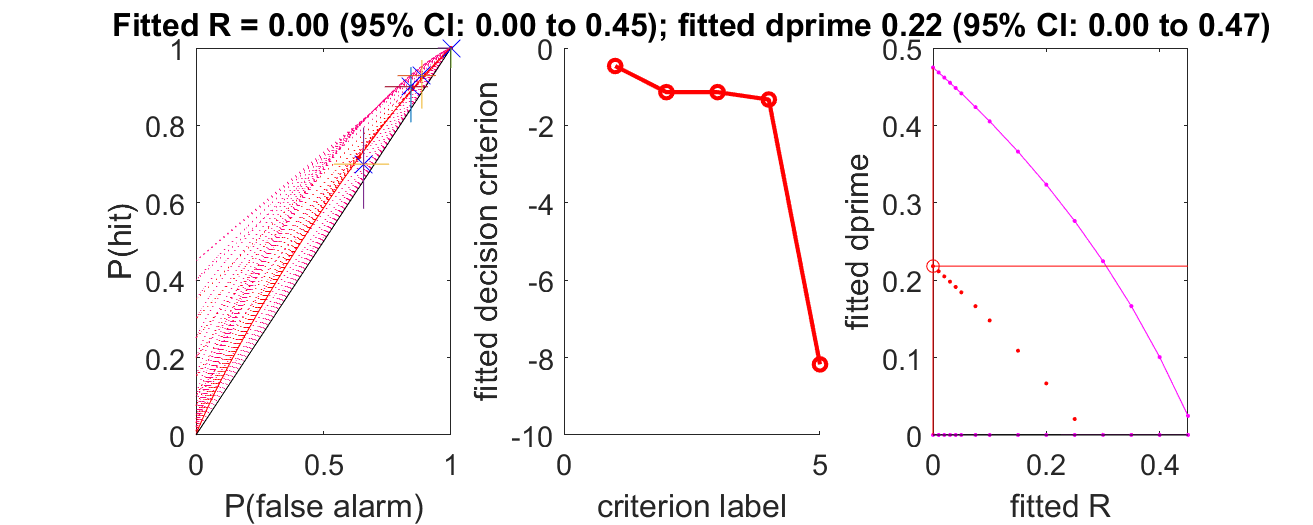 Fitted R = 0.00 (95% CI: 0.00 to 0.45); fitted dprime 0.22 (95% CI: 0.00 to 0.47)
P(hit)
1
0.8
0.6
0.4
0.2
0
0 0.5 1
P(false alarm)
fitted decision criterion
0
-2
-4
-6
-8
-10
0 5
criterion label
fitted dprime
0.5
0.4
0.3
0.2
0.1
0
0 0.2 0.4
fitted R